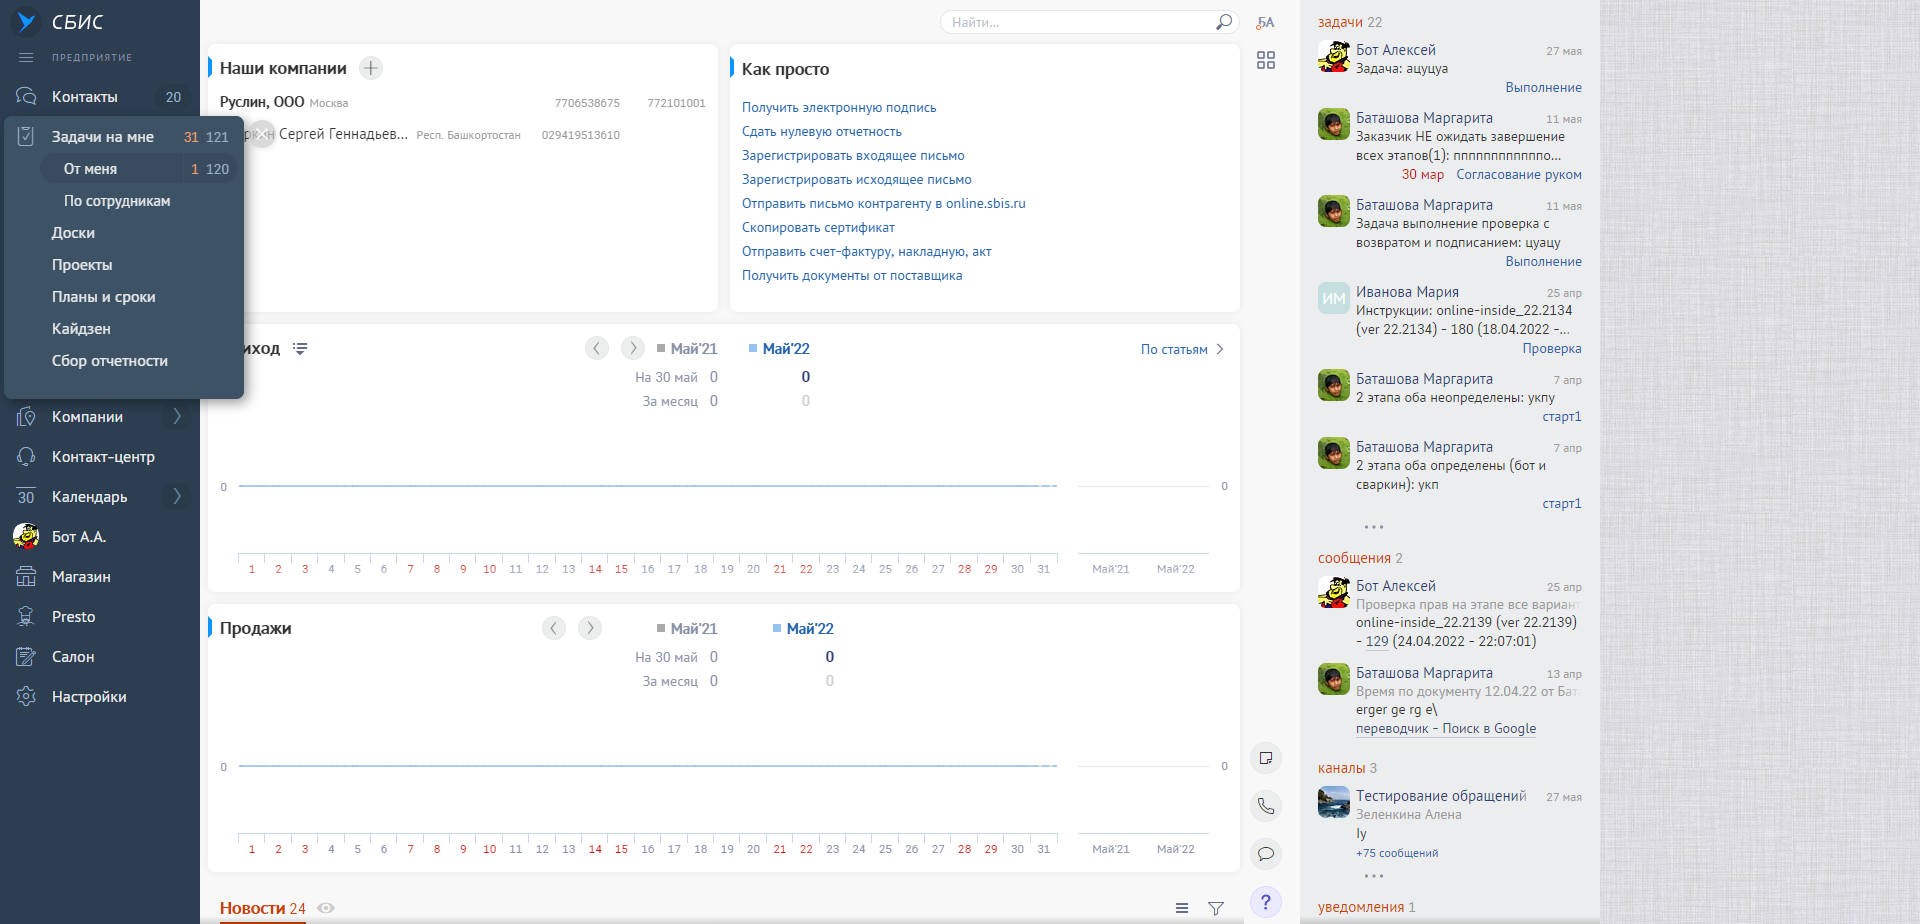 СБИС
ПРЕДПРИЯТИЕ
Контакты 20
Задачи на мне 31 121
От меня 1 120
По сотрудникам
Доски
Проекты
Планы и сроки
Кайдзен
Сбор отчетности
Компании
Контакт-центр
30 Календарь
Бот А.А.
Магазин
Presto
Салон
Настройки
Найти...
БА
Наши компании
Руслин, ООО Москва 7706538675 772101001
Сергей Геннадьев... Респ. Башкортостан 029419513610
Как просто
Получить электронную подпись
Сдать нулевую отчетность
Зарегистрировать входящее письмо
Зарегистрировать исходящее письмо
Отправить письмо контрагенту в online.sbis.ru
Скопировать сертификат
Отправить счет-фактуру, накладную, акт
Получить документы от поставщика
иход Май'21 Май'22 По статьям
На 30 май 0 0
За месяц 0 0
0 0
1 2 3 4 5 6 7 8 9 10 11 12 13 14 15 16 17 18 19 20 21 22 23 24 25 26 27 28 29 30 31 Май'21 Май'22
Продажи Май'21 Май'22
На 30 май 0 0
За месяц 0 0
0 0
1 2 3 4 5 6 7 8 9 10 11 12 13 14 15 16 17 18 19 20 21 22 23 24 25 26 27 28 29 30 31 Май'21 Май'22
Новости 24
?
задачи 22
Бот Алексей 27 мая
Задача: ацуцуа
Выполнение
Баташова Маргарита 11 мая
Заказчик НЕ ожидать завершение
всех этапов(1): пппппппппппо...
30 мар Согласование руком
Баташова Маргарита 11 мая
Задача выполнение проверка с
возвратом и подписанием: цуацу
Выполнение
ИМ Иванова Мария 25 апр
Инструкции: online-inside_22.2134
(ver 22.2134) - 180 (18.04.2022 -...
Проверка
Баташова Маргарита 7 апр
2 этапа оба неопределены: укпу
старт1
Баташова Маргарита 7 апр
2 этапа оба определены (бот и
сваркин): укп
старт1
...
сообщения 2
Бот Алексей 25 апр
Проверка прав на этапе все вариант
online-inside_22.2139 (ver 22.2139)
- 129 (24.04.2022 - 22:07:01)
Баташова Маргарита 13 апр
Время по документу 12.04.22 от Бат
erger ge rg e\
переводчик - Поиск в Google
каналы 3
Тестирование обращений 27 мая
Зеленкина Алена
Iy
+75 сообщений
...
уведомления 1